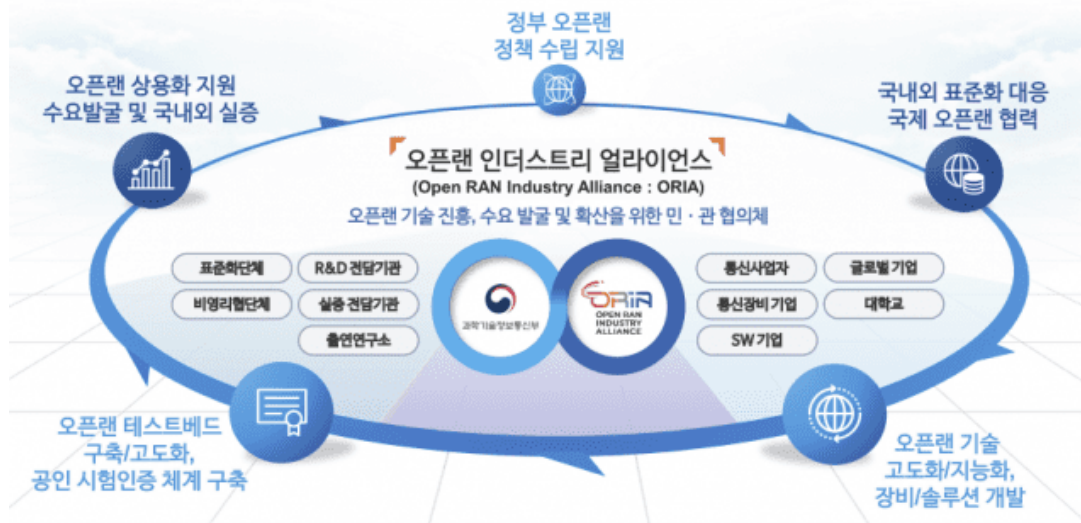 정부 오픈랜
정책 수립 지원
오픈랜 상용화 지원
수요발굴 및 국내외 실증
국내외 표준화 대응
국제 오픈랜 협력
오픈랜 인더스트리 얼라이언스
(Open RAN Industry Alliance : ORIA)
오픈랜 기술 진흥, 수요 발굴 및 확산을 위한 민 · 관 협의체
표준화단체
R&D 전담기관
비영리협단체
실증 전담기관
출연연구소
과학기술정보통신부
ORIA
OPEN RAN
INDUSTRY
ALLIANCE
통신사업자
글로벌 기업
통신장비 기업
대학교
SW 기업
오픈랜 테스트베드
구축/고도화,
공인 시험인증 체계 구축
오픈랜 기술
고도화/지능화,
장비/솔루션 개발